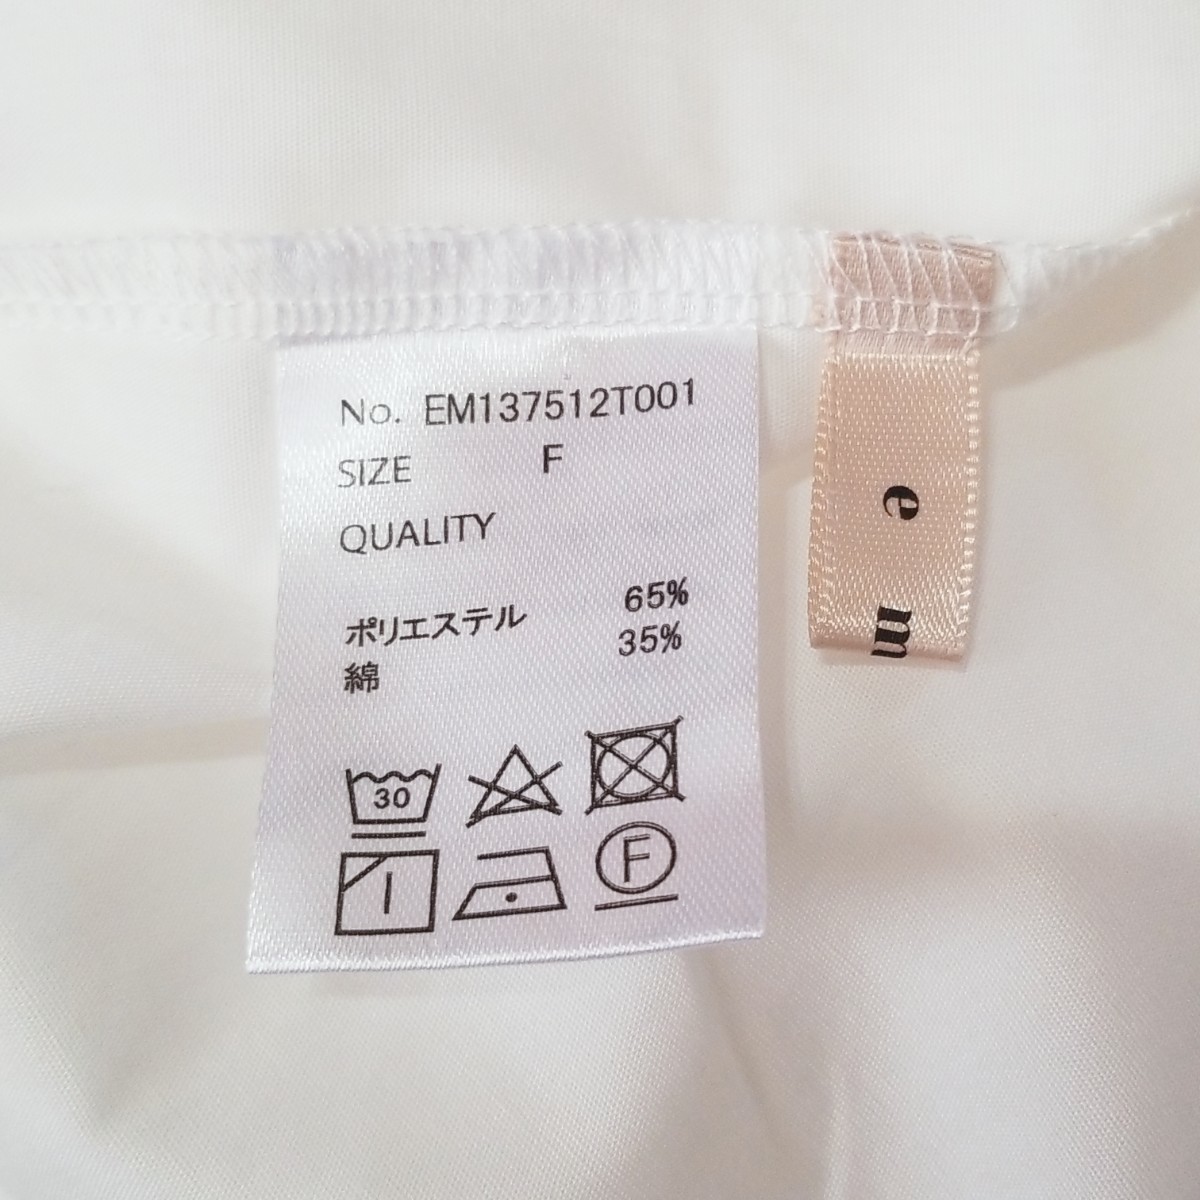 No. EM137512T001
SIZE F
QUALITY
ポリエステル 65%
綿 35%
30
F
e
m